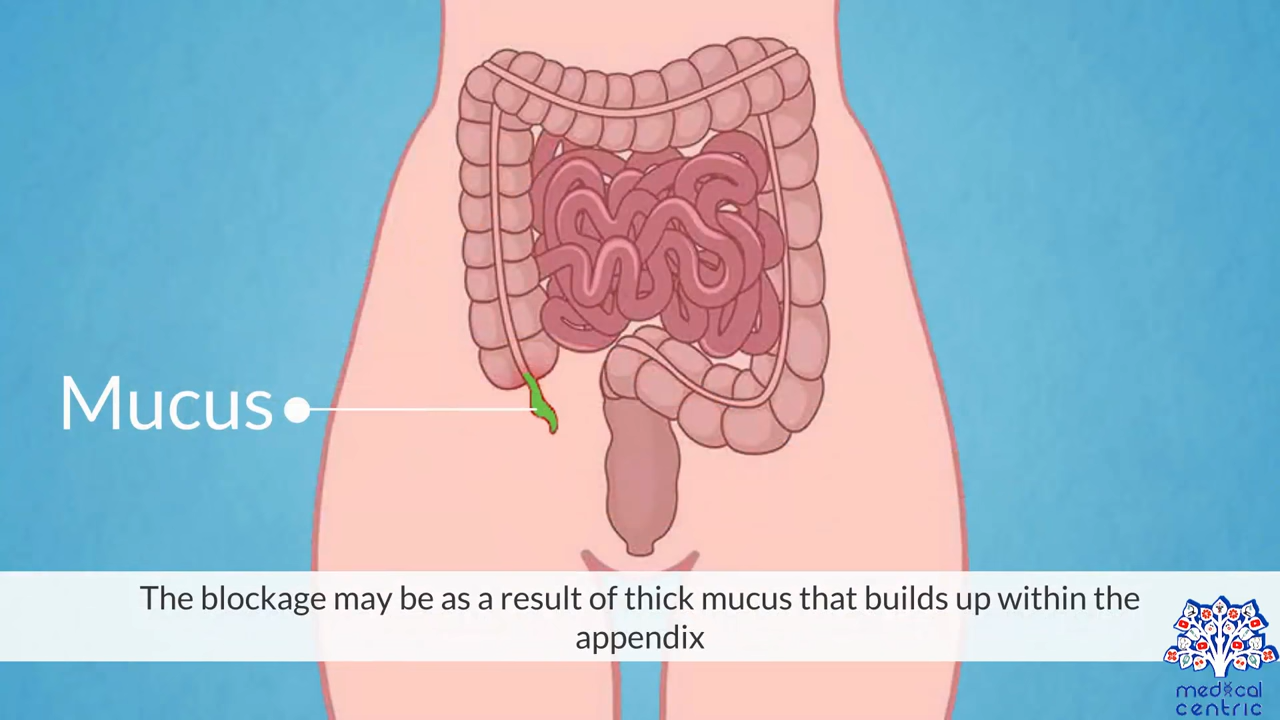 Mucus
The blockage may be as a result of thick mucus that builds up within the
appendix
medical
centric